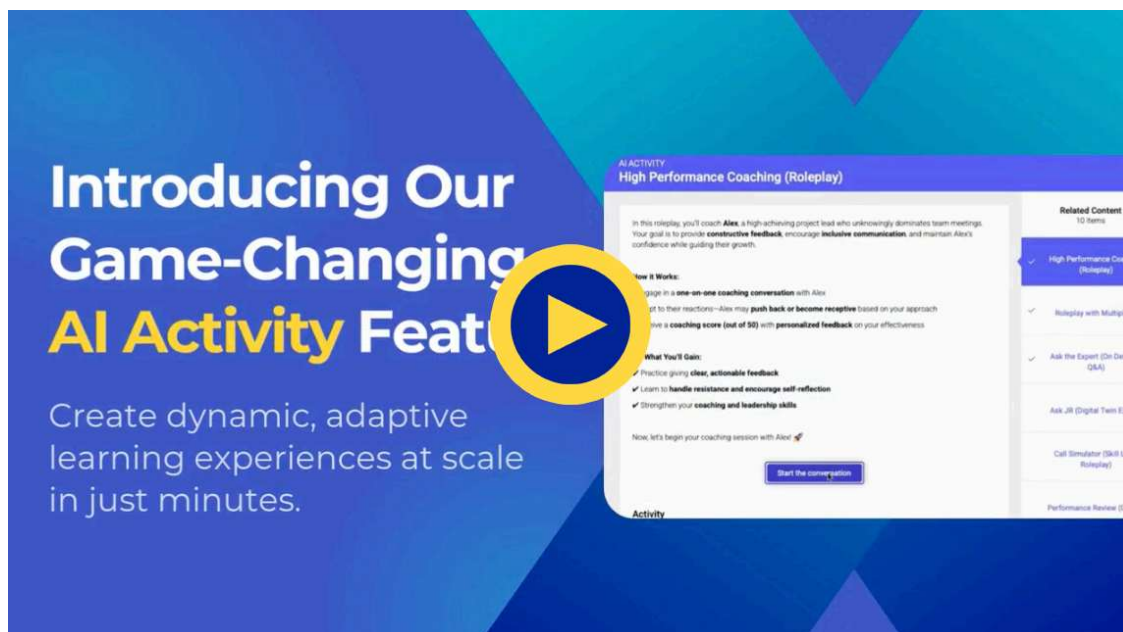 Introducing Our
Game-Changing
AI Activity Feat
Create dynamic, adaptive
learning experiences at scale
in just minutes.
AI ACTIVITY
High Performance Coaching (Roleplay)
In this roleplay, you'll coach Alex, a high-achieving project lead who unknowingly dominates team meetings.
Your goal is to provide constructive feedback, encourage inclusive communication, and maintain Alex's
confidence while guiding their growth.
How it Works:
gage in a one-on-one coaching conversation with Alex
pt to their reactions—Alex may push back or become receptive based on your approach
ive a coaching score (out of 50) with personalized feedback on your effectiveness
What You'll Gain:
✔ Practice giving clear, actionable feedback
✔ Learn to handle resistance and encourage self-reflection
✔ Strengthen your coaching and leadership skills
Now, let's begin your coaching session with Alex! 🚀
Start the conversation
Activity
Related Content
10 items
High Performance Coa
(Roleplay)
Roleplay with Multip
Ask the Expert (On De
Q&A)
Ask JR (Digital Twin E
Call Simulator (Skill L
Roleplay)
Performance Review (